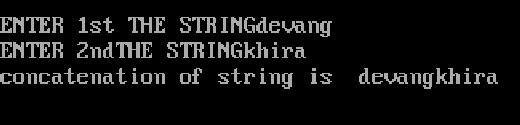 ENTER 1st THE STRINGdevang
ENTER 2ndTHE STRINGkhira
concatenation of string is  devangkhira